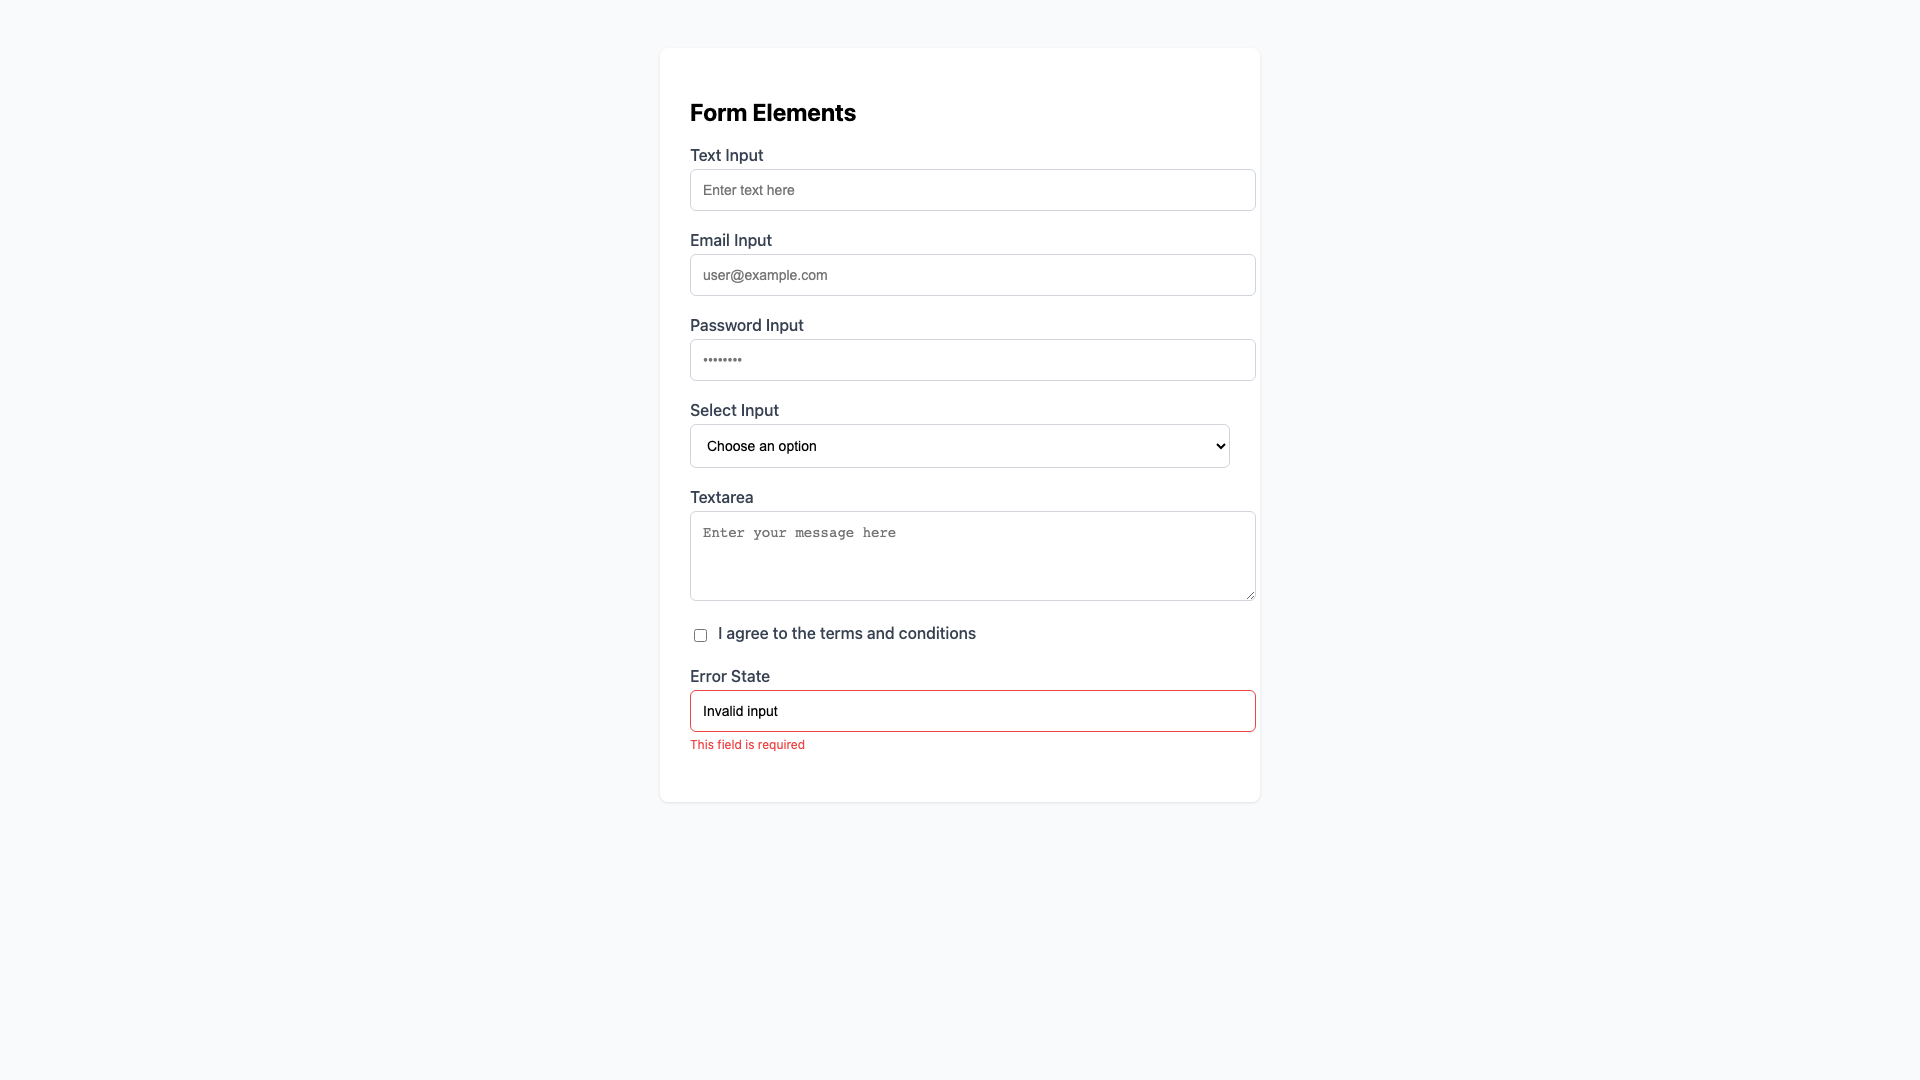 Form Elements
Text Input
Enter text here
Email Input
user@example.com
Password Input
••••••••
Select Input
Choose an option
Textarea
Enter your message here
I agree to the terms and conditions
Error State
Invalid input
This field is required